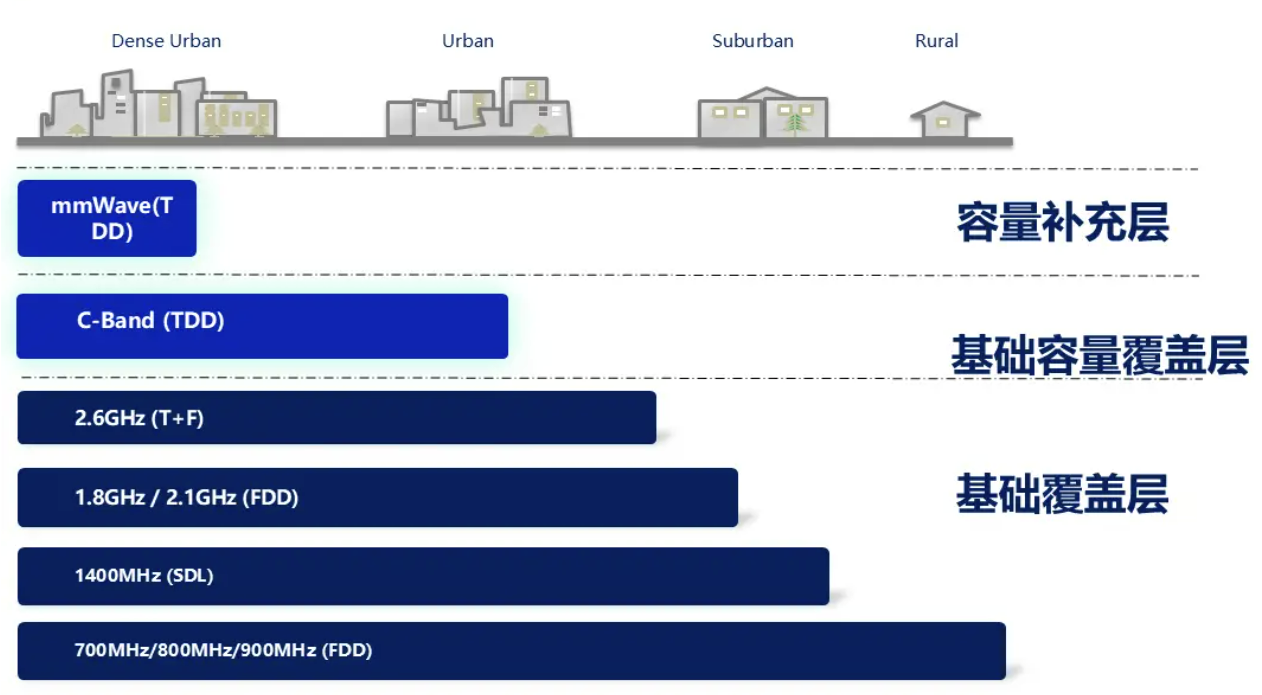 Dense Urban
Urban
Suburban
Rural
mmWave(T
DD)
容量补充层
C-Band (TDD)
基础容量覆盖层
2.6GHz (T+F)
1.8GHz / 2.1GHz (FDD)
基础覆盖层
1400MHz (SDL)
700MHz/800MHz/900MHz (FDD)